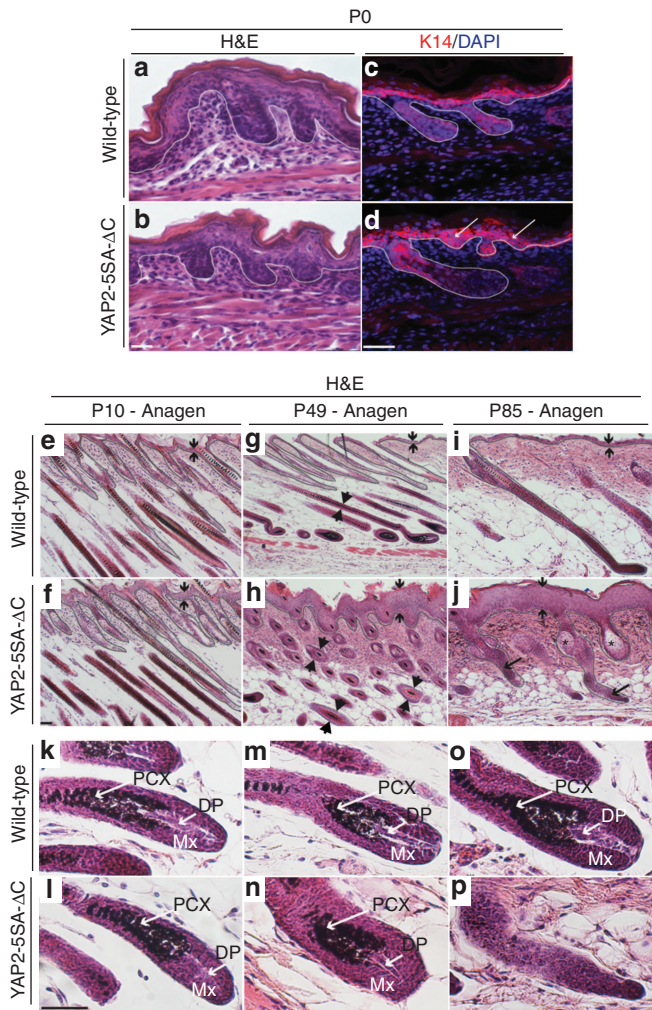 P0
H&E K14/DAPI
Wild-type
a c
YAP2-5SA-ΔC
b d
H&E
P10 - Anagen P49 - Anagen P85 - Anagen
Wild-type
e g i
YAP2-5SA-ΔC
f h j
* *
Wild-type
k PCX DP Mx m PCX DP Mx o PCX DP Mx
YAP2-5SA-ΔC
l PCX DP Mx n PCX DP Mx p